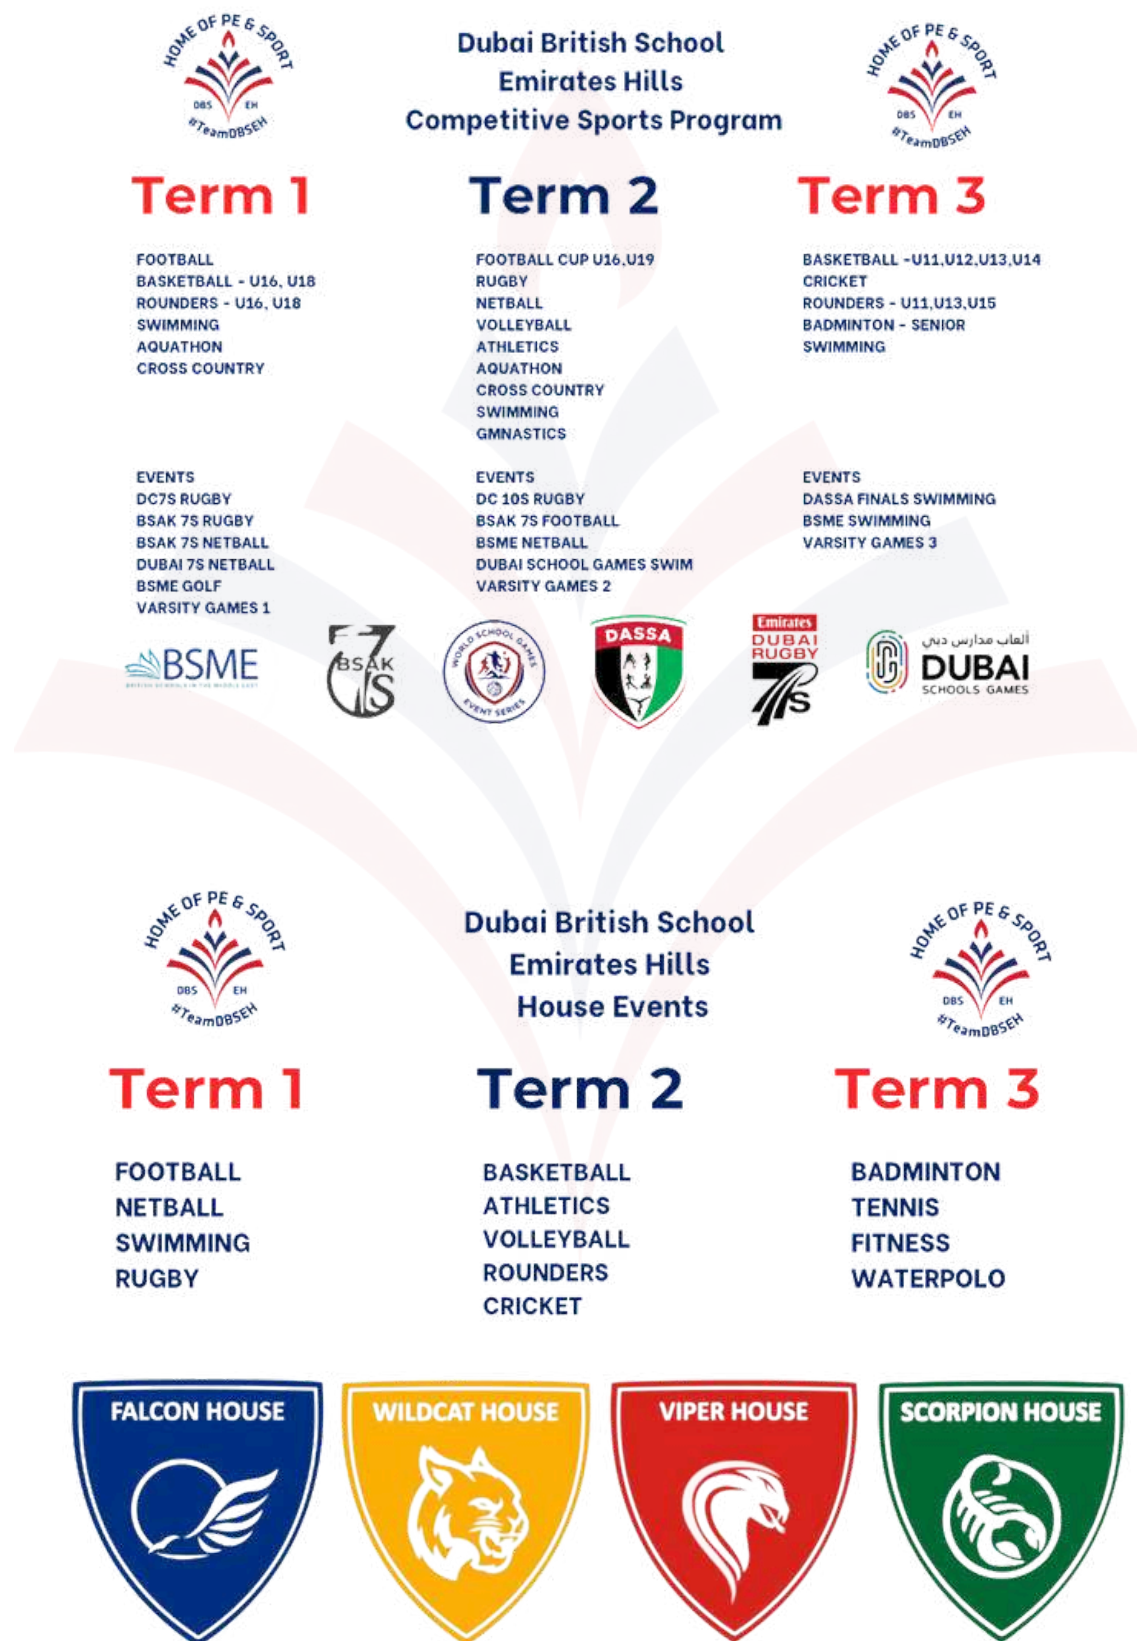 HOME OF PE & SPORT
DBS EH
#TeamDBSEH
Dubai British School
Emirates Hills
Competitive Sports Program
HOME OF PE & SPORT
DBS EH
#TeamDBSEH
Term 1
FOOTBALL
BASKETBALL - U16, U18
ROUNDERS - U16, U18
SWIMMING
AQUATHON
CROSS COUNTRY
EVENTS
DC7S RUGBY
BSAK 7S RUGBY
BSAK 7S NETBALL
DUBAI 7S NETBALL
BSME GOLF
VARSITY GAMES 1
Term 2
FOOTBALL CUP U16,U19
RUGBY
NETBALL
VOLLEYBALL
ATHLETICS
AQUATHON
CROSS COUNTRY
SWIMMING
GMNASTICS
EVENTS
DC 10S RUGBY
BSAK 7S FOOTBALL
BSME NETBALL
DUBAI SCHOOL GAMES SWIM
VARSITY GAMES 2
Term 3
BASKETBALL -U11,U12,U13,U14
CRICKET
ROUNDERS - U11,U13,U15
BADMINTON - SENIOR
SWIMMING
EVENTS
DASSA FINALS SWIMMING
BSME SWIMMING
VARSITY GAMES 3
BSME
BRITISH SCHOOLS IN THE MIDDLE EAST
7
BSAK
S
WORLD SCHOOL GAMES
EVENT SERIES
DASSA
Emirates
DUBAI
RUGBY
7S
ألعاب مدارس دبي
DUBAI
SCHOOLS GAMES
HOME OF PE & SPORT
DBS EH
#TeamDBSEH
Dubai British School
Emirates Hills
House Events
HOME OF PE & SPORT
DBS EH
#TeamDBSEH
Term 1
FOOTBALL
NETBALL
SWIMMING
RUGBY
Term 2
BASKETBALL
ATHLETICS
VOLLEYBALL
ROUNDERS
CRICKET
Term 3
BADMINTON
TENNIS
FITNESS
WATERPOLO
FALCON HOUSE
WILDCAT HOUSE
VIPER HOUSE
SCORPION HOUSE